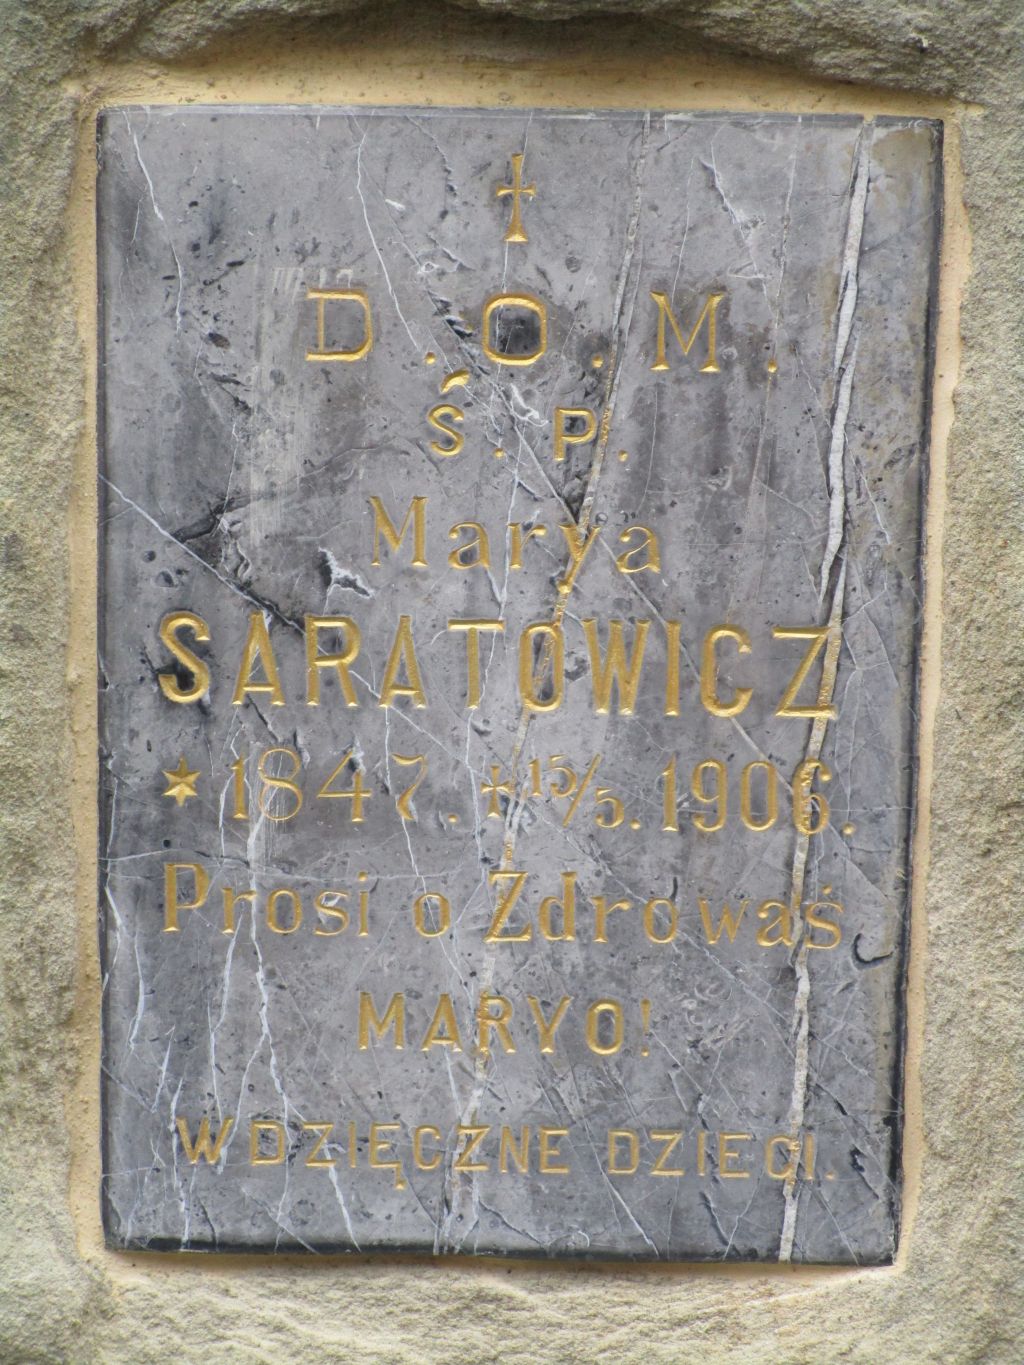 †
D. O. M.
Ś. P.
Marya
SARATOWICZ
* 1847. + 15/5. 1906.
Prosi o Zdrowaś
MARYO!
WDZIĘCZNE DZIECI.